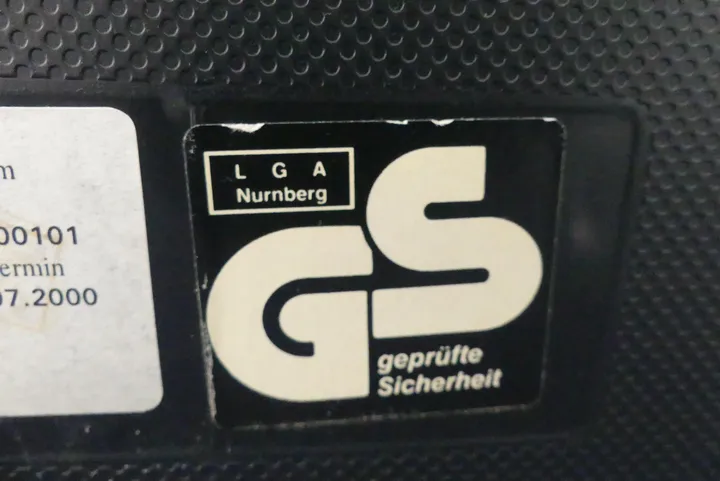 m
00101
ermin
07.2000
L G A
Nurnberg
GS
geprüfte
Sicherheit